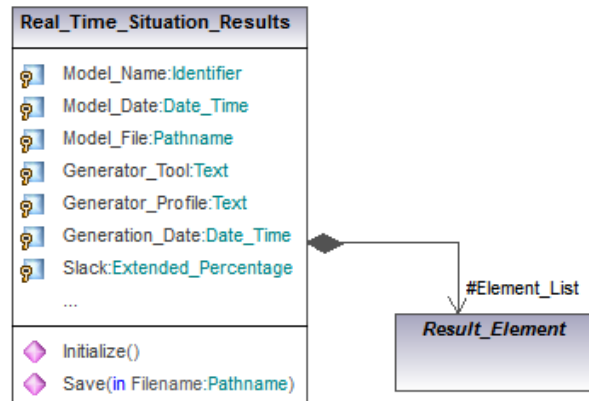 Real_Time_Situation_Results
Model_Name:Identifier
Model_Date:Date_Time
Model_File:Pathname
Generator_Tool:Text
Generator_Profile:Text
Generation_Date:Date_Time
Slack:Extended_Percentage
...
#Element_List
Result_Element
Initialize()
Save(in Filename:Pathname)